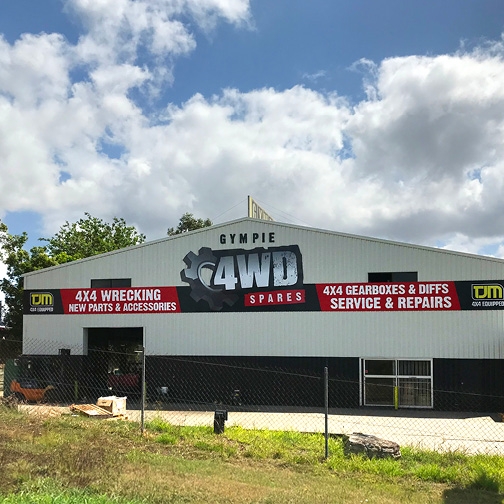 GYMPIE
4WD
SPARES
TJM
4X4 EQUIPPED
4X4 WRECKING
NEW PARTS & ACCESSORIES
4X4 GEARBOXES & DIFFS
SERVICE & REPAIRS
TJM
4X4 EQUIPPED